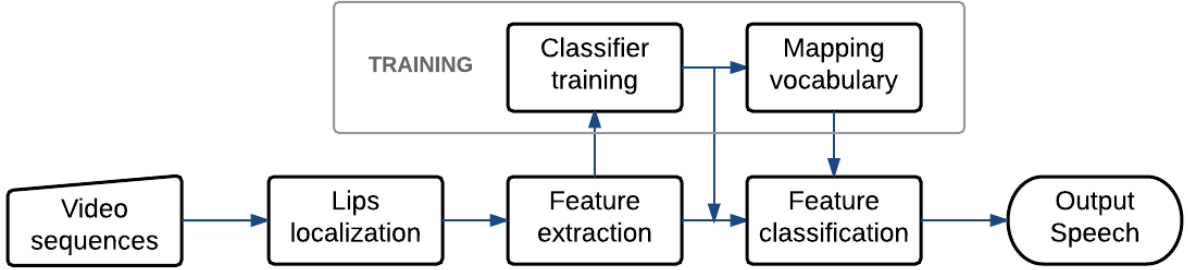 TRAINING
Classifier
training
Mapping
vocabulary
Video
sequences
Lips
localization
Feature
extraction
Feature
classification
Output
Speech